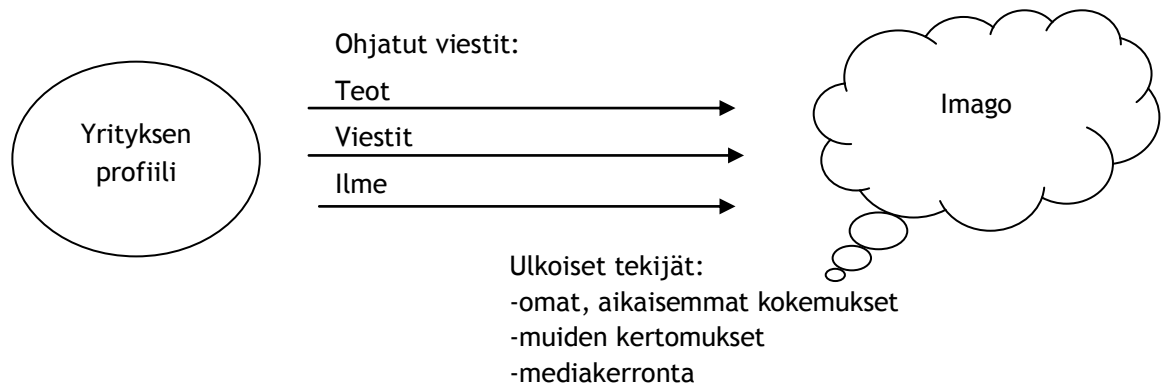 Yrityksen
profiili
Ohjatut viestit:
Teot
Viestit
Ilme
Imago
Ulkoiset tekijät:
-omat, aikaisemmat kokemukset
-muiden kertomukset
-mediakerronta